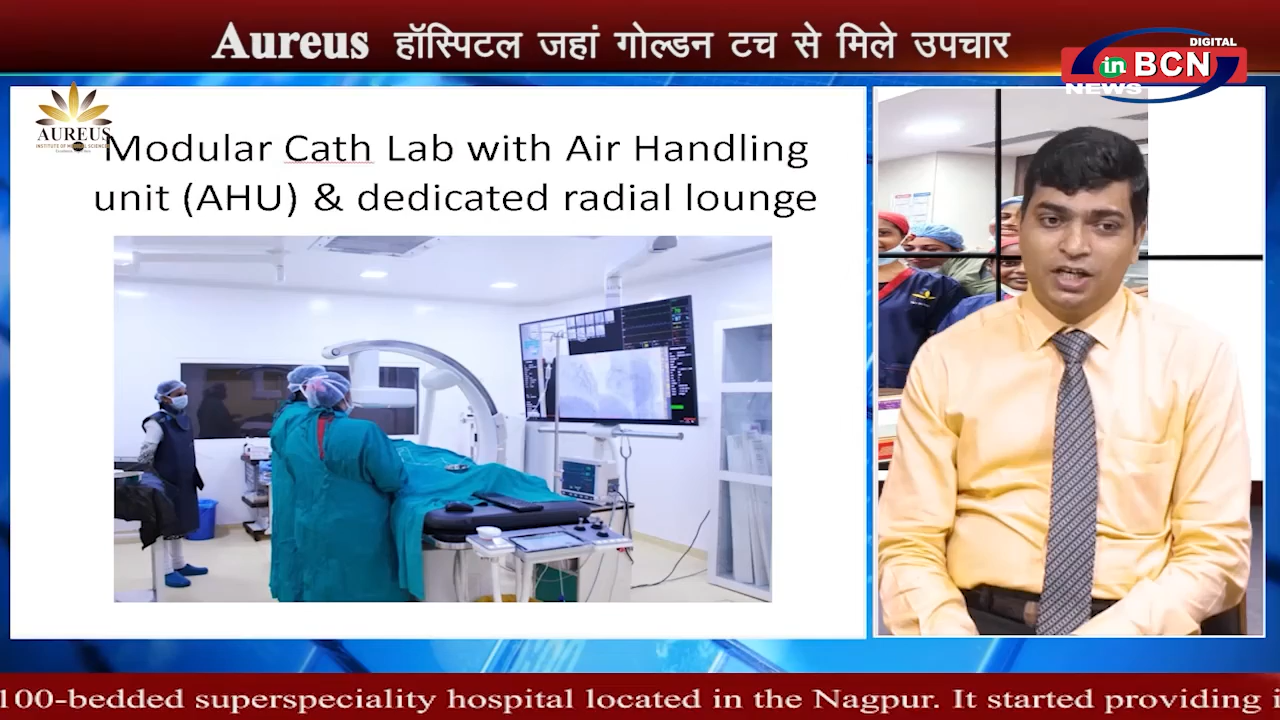 Aureus हॉस्पिटल जहां गोल्डन टच से मिले उपचार
DIGITAL
in BCN
NEWS
AUREUS
Modular Cath Lab with Air Handling
unit (AHU) & dedicated radial lounge
100-bedded superspeciality hospital located in the Nagpur. It started providing i